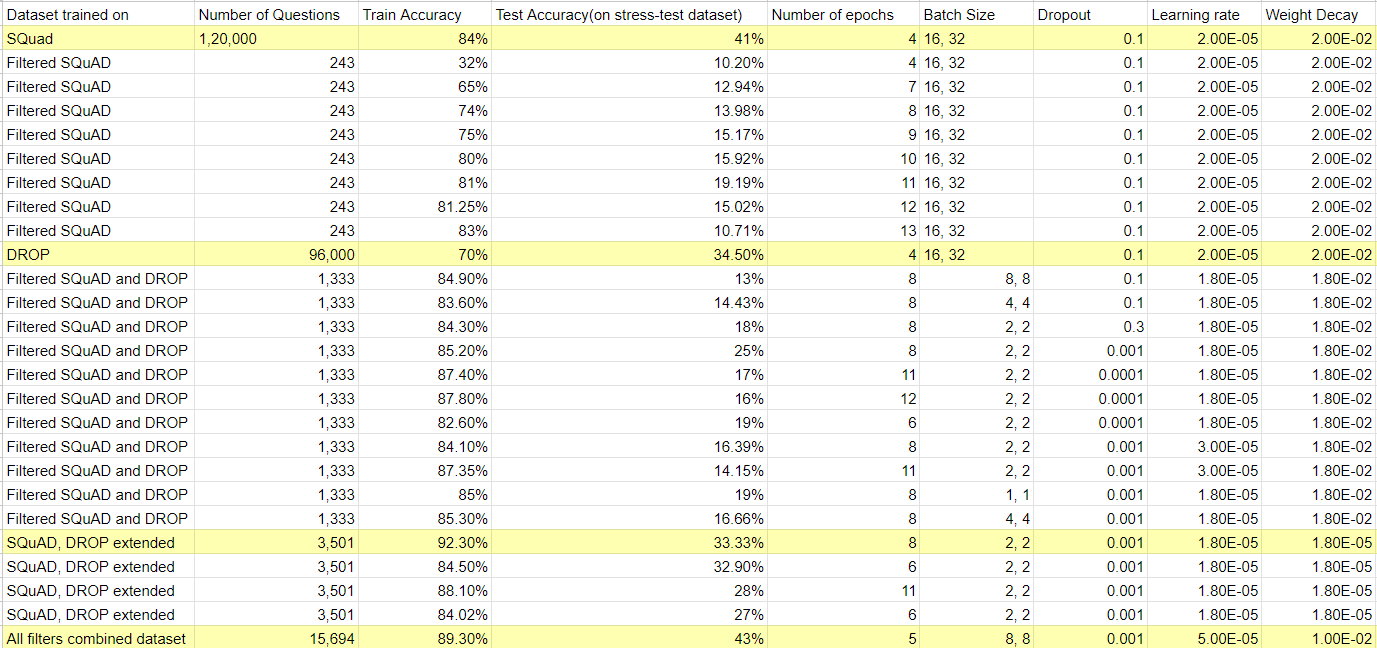 Dataset trained on Number of Questions Train Accuracy Test Accuracy(on stress-test dataset) Number of epochs Batch Size Dropout Learning rate Weight Decay
SQuad 1,20,000 84% 41% 4 16, 32 0.1 2.00E-05 2.00E-02
Filtered SQuAD 243 32% 10.20% 4 16, 32 0.1 2.00E-05 2.00E-02
Filtered SQuAD 243 65% 12.94% 7 16, 32 0.1 2.00E-05 2.00E-02
Filtered SQuAD 243 74% 13.98% 8 16, 32 0.1 2.00E-05 2.00E-02
Filtered SQuAD 243 75% 15.17% 9 16, 32 0.1 2.00E-05 2.00E-02
Filtered SQuAD 243 80% 15.92% 10 16, 32 0.1 2.00E-05 2.00E-02
Filtered SQuAD 243 81% 19.19% 11 16, 32 0.1 2.00E-05 2.00E-02
Filtered SQuAD 243 81.25% 15.02% 12 16, 32 0.1 2.00E-05 2.00E-02
Filtered SQuAD 243 83% 10.71% 13 16, 32 0.1 2.00E-05 2.00E-02
DROP 96,000 70% 34.50% 4 16, 32 0.1 2.00E-05 2.00E-02
Filtered SQuAD and DROP 1,333 84.90% 13% 8 8, 8 0.1 1.80E-05 1.80E-02
Filtered SQuAD and DROP 1,333 83.60% 14.43% 8 4, 4 0.1 1.80E-05 1.80E-02
Filtered SQuAD and DROP 1,333 84.30% 18% 8 2, 2 0.3 1.80E-05 1.80E-02
Filtered SQuAD and DROP 1,333 85.20% 25% 8 2, 2 0.001 1.80E-05 1.80E-02
Filtered SQuAD and DROP 1,333 87.40% 17% 11 2, 2 0.0001 1.80E-05 1.80E-02
Filtered SQuAD and DROP 1,333 87.80% 16% 12 2, 2 0.0001 1.80E-05 1.80E-02
Filtered SQuAD and DROP 1,333 82.60% 19% 6 2, 2 0.0001 1.80E-05 1.80E-02
Filtered SQuAD and DROP 1,333 84.10% 16.39% 8 2, 2 0.001 3.00E-05 1.80E-02
Filtered SQuAD and DROP 1,333 87.35% 14.15% 11 2, 2 0.001 3.00E-05 1.80E-02
Filtered SQuAD and DROP 1,333 85% 19% 8 1, 1 0.001 1.80E-05 1.80E-02
Filtered SQuAD and DROP 1,333 85.30% 16.66% 8 4, 4 0.001 1.80E-05 1.80E-02
SQuAD, DROP extended 3,501 92.30% 33.33% 8 2, 2 0.001 1.80E-05 1.80E-05
SQuAD, DROP extended 3,501 84.50% 32.90% 6 2, 2 0.001 1.80E-05 1.80E-05
SQuAD, DROP extended 3,501 88.10% 28% 11 2, 2 0.001 1.80E-05 1.80E-05
SQuAD, DROP extended 3,501 84.02% 27% 6 2, 2 0.001 1.80E-05 1.80E-05
All filters combined dataset 15,694 89.30% 43% 5 8, 8 0.001 5.00E-05 1.00E-02